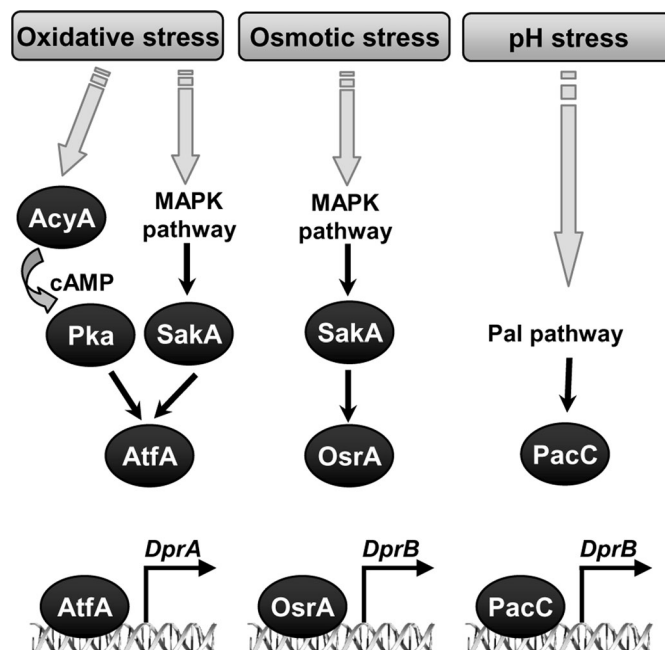 Oxidative stress
Osmotic stress
pH stress
AcyA
MAPK
pathway
MAPK
pathway
cAMP
Pka
SakA
SakA
Pal pathway
AtfA
OsrA
PacC
DprA
DprB
DprB
AtfA
OsrA
PacC